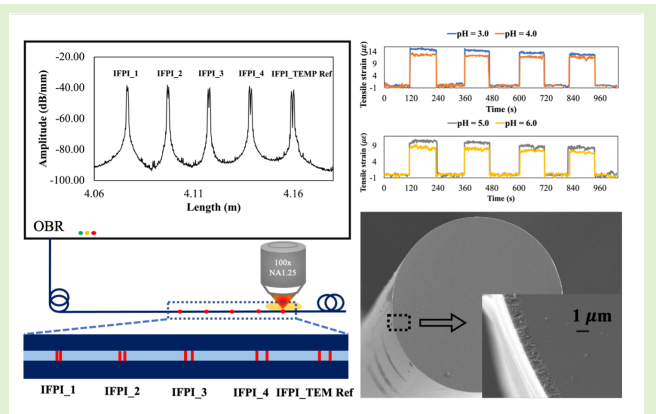 -20.00
IFPI_1 IFPI_2 IFPI_3 IFPI_4 IFPI_TEMP Ref
-40.00
-60.00
-80.00
-100.00
4.06 4.11 4.16
Amplitude (dB/mm)
Length (m)
OBR
100x
NA1.25
IFPI_1 IFPI_2 IFPI_3 IFPI_4 IFPI_TEM Ref
pH = 3.0 pH = 4.0
Tensile strain (με)
14
9
4
-1
0 120 240 360 480 600 720 840 960
Time (s)
pH = 5.0 pH = 6.0
Tensile strain (με)
9
4
-1
0 120 240 360 480 600 720 840 960
Time (s)
1 μm